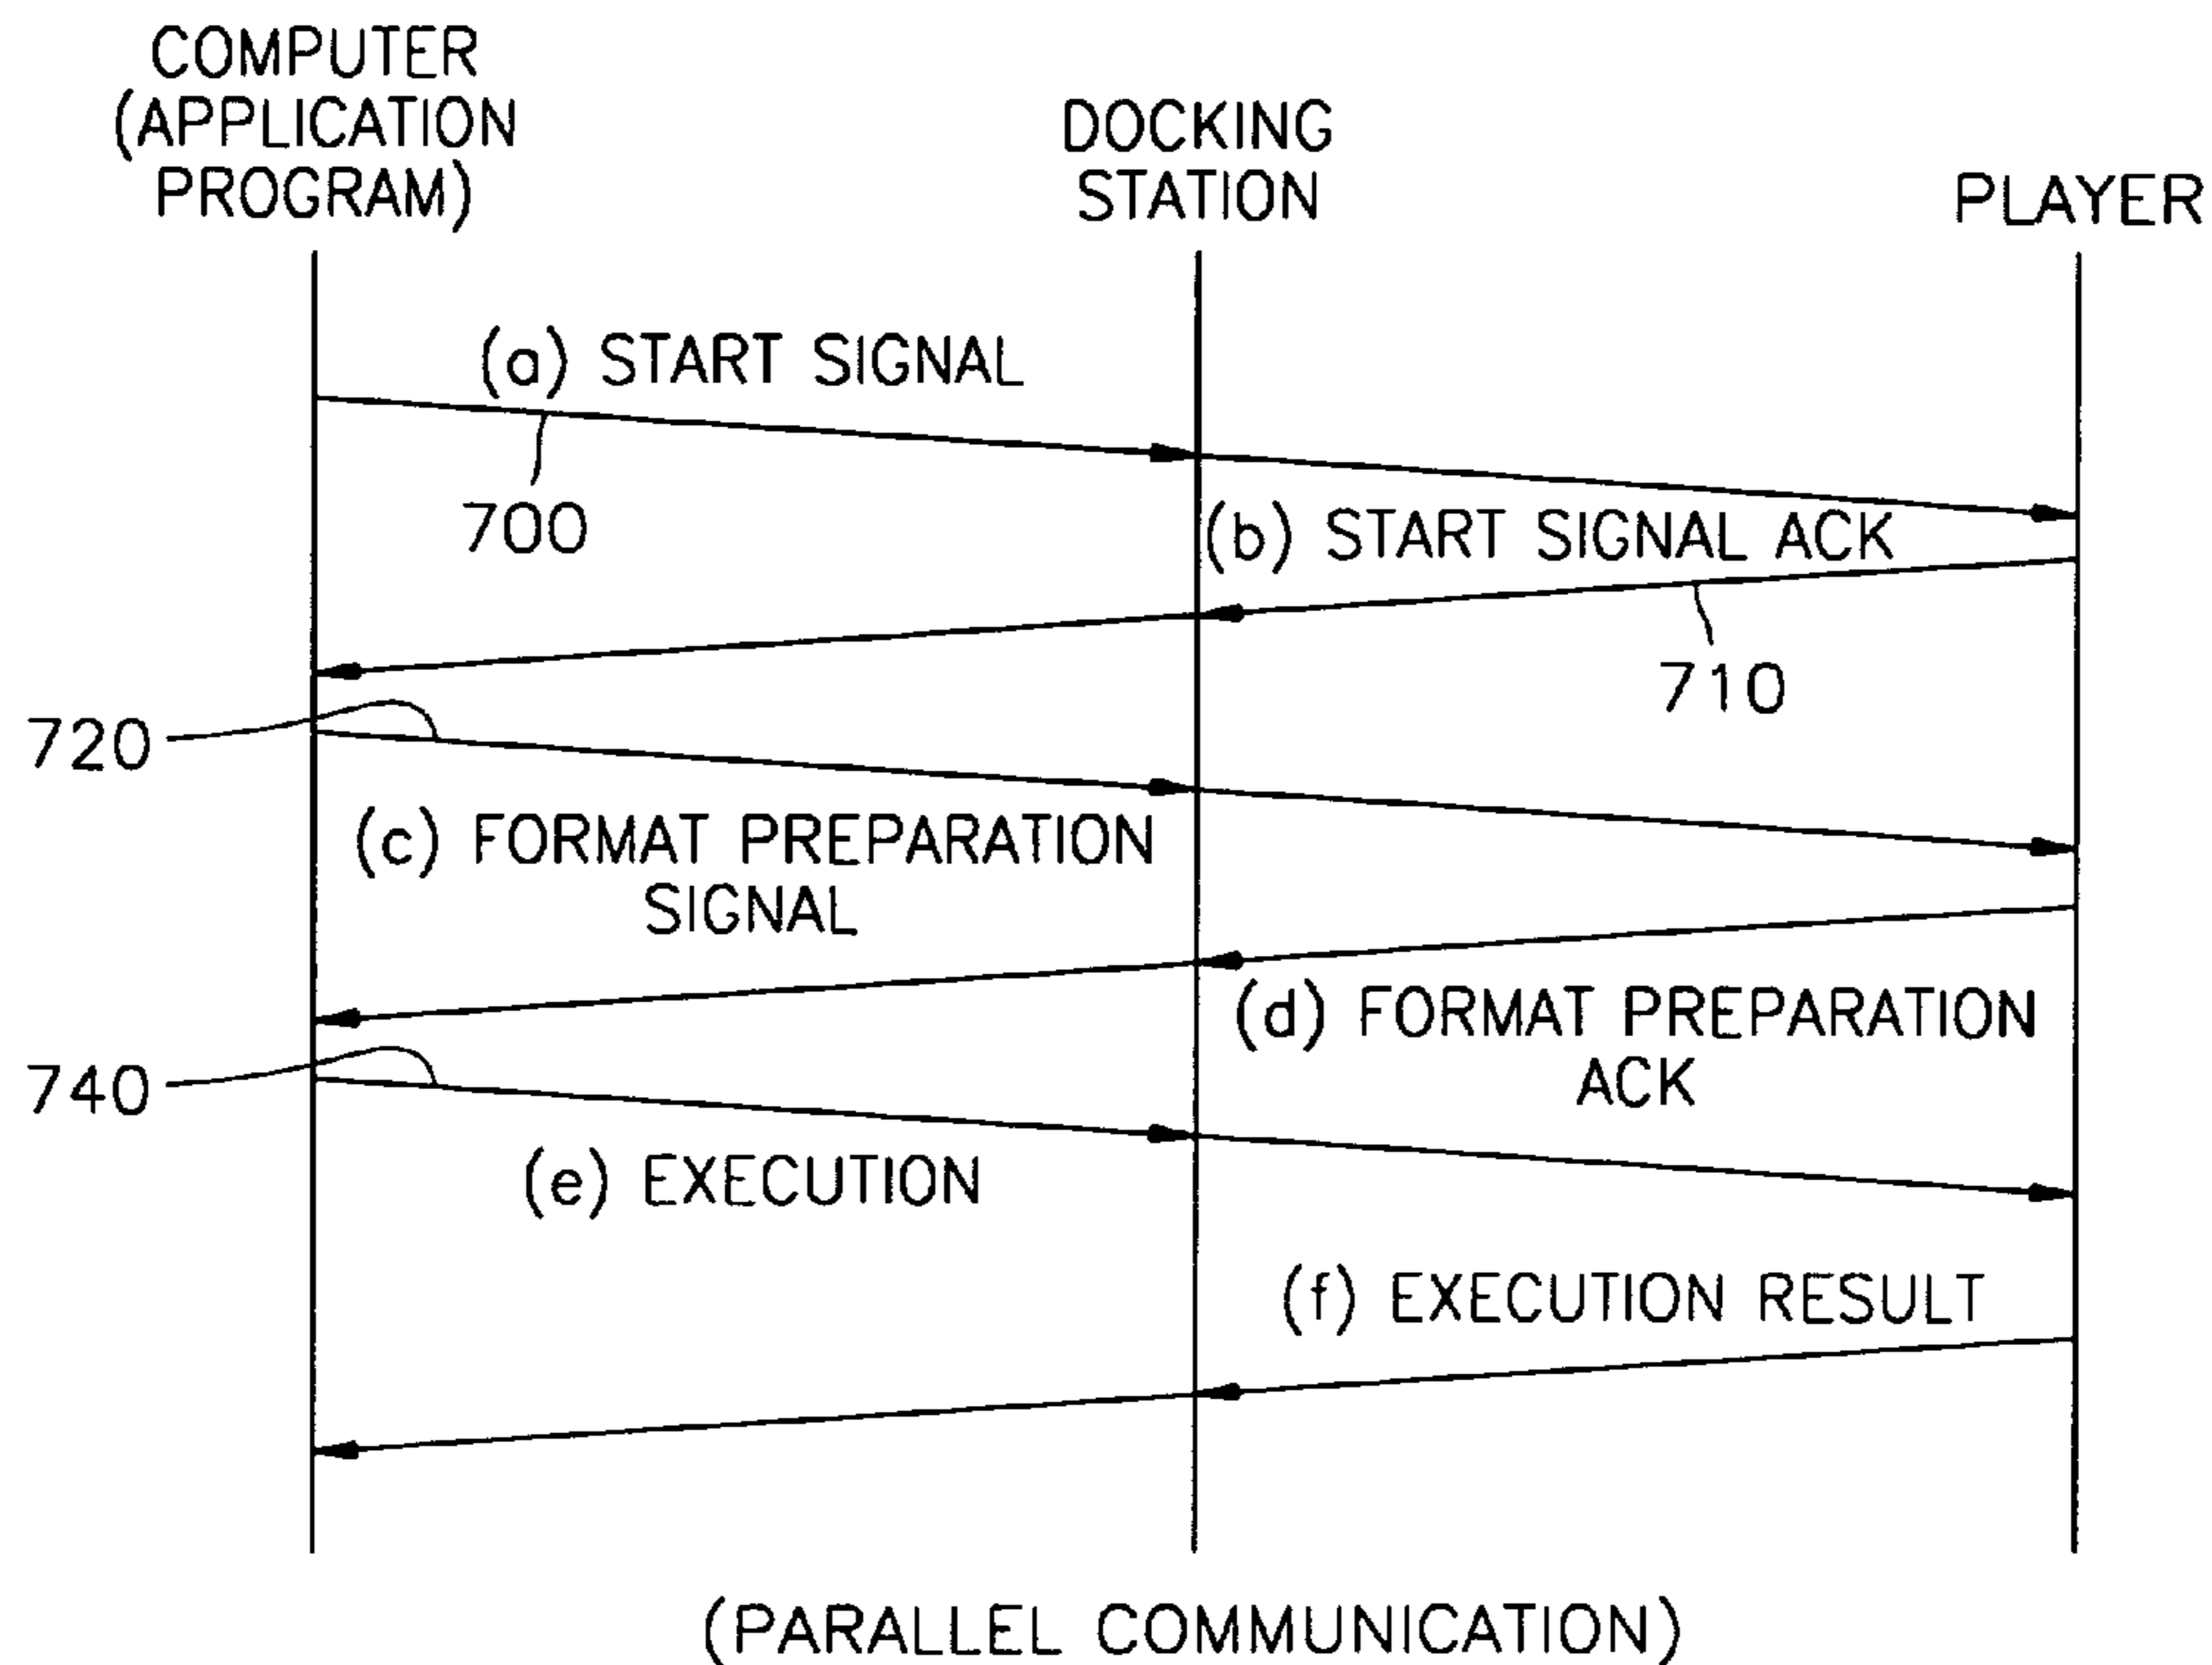 COMPUTER
(APPLICATION
PROGRAM)
DOCKING
STATION
PLAYER
(a) START SIGNAL
700
(b) START SIGNAL ACK
710
720
(c) FORMAT PREPARATION
SIGNAL
(d) FORMAT PREPARATION
ACK
740
(e) EXECUTION
(f) EXECUTION RESULT
(PARALLEL COMMUNICATION)